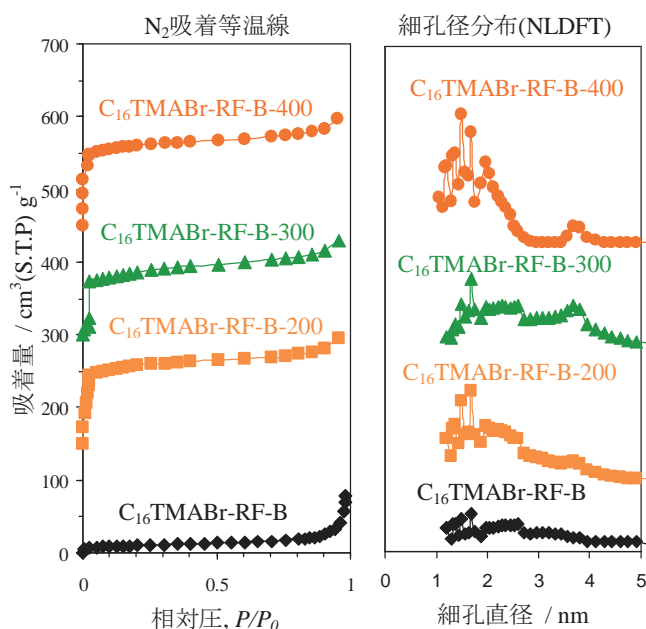 N₂吸着等温線
700
600
500
400
300
200
100
0
吸着量 / cm³(S.T.P) g⁻¹
C₁₆TMABr-RF-B-400
C₁₆TMABr-RF-B-300
C₁₆TMABr-RF-B-200
C₁₆TMABr-RF-B
0 0.5 1
相対圧, P/P₀
細孔径分布(NLDFT)
C₁₆TMABr-RF-B-400
C₁₆TMABr-RF-B-300
C₁₆TMABr-RF-B-200
C₁₆TMABr-RF-B
0 1 2 3 4 5
細孔直径 / nm